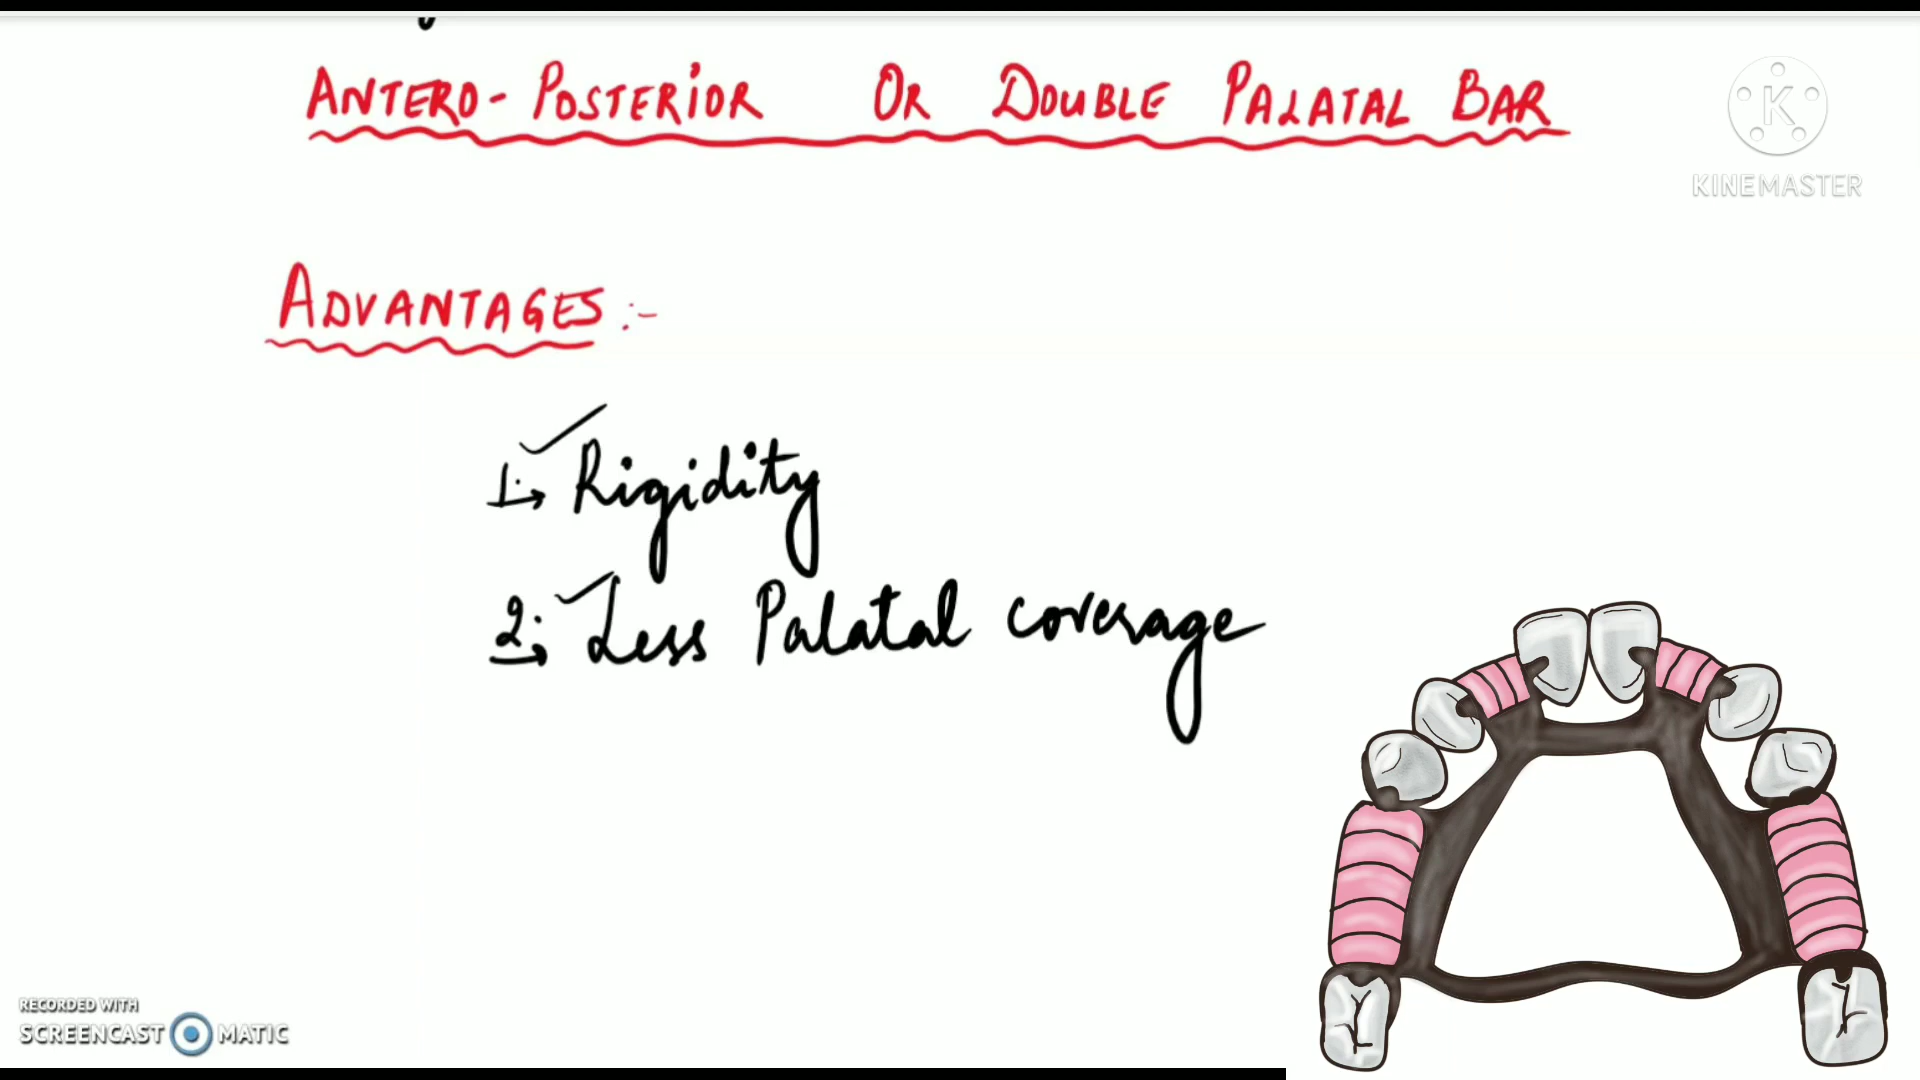 ANTERO-POSTERIOR OR DOUBLE PALATAL BAR
K
KINEMASTER
ADVANTAGES :-
1. Rigidity
2. Less Palatal coverage
RECORDED WITH
SCREENCAST MATIC